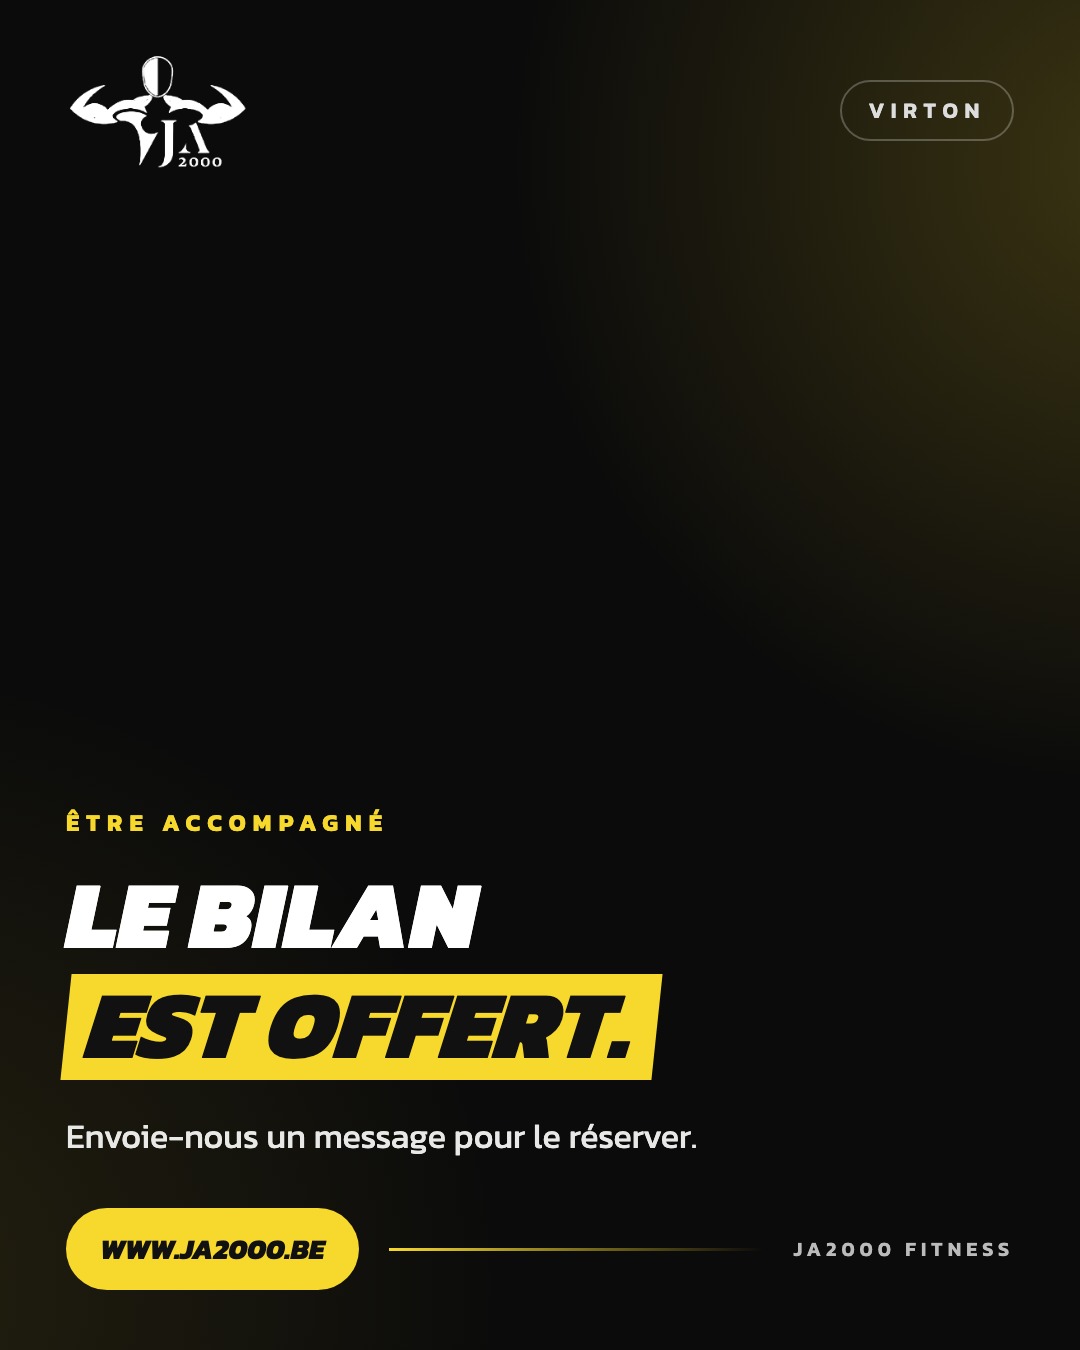 JA
2000
VIRTON
ÊTRE ACCOMPAGNÉ
LE BILAN
EST OFFERT.
Envoie-nous un message pour le réserver.
WWW.JA2000.BE
JA2000 FITNESS